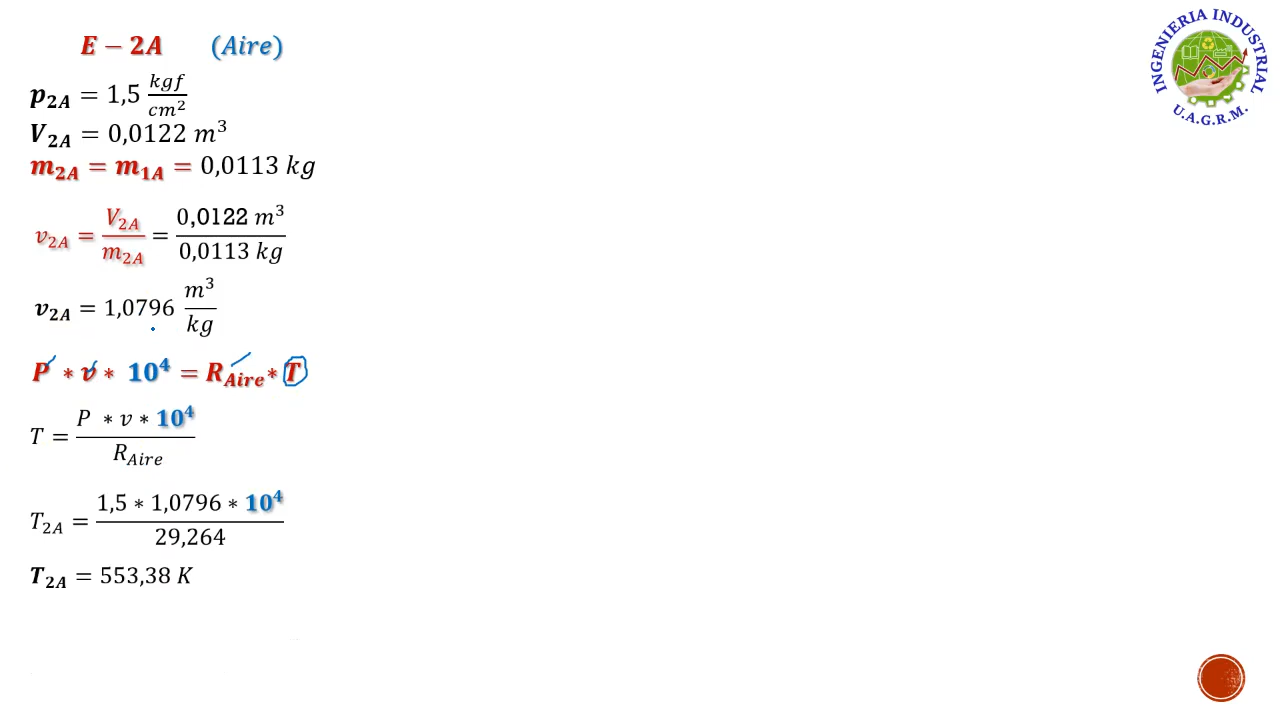 E − 2A (Aire)
p₂A = 1,5 kgf/cm²
V₂A = 0,0122 m³
m₂A = m₁A = 0,0113 kg
v₂A = V₂A/m₂A = 0,0122 m³/0,0113 kg
v₂A = 1,0796 m³/kg
P * v * 10⁴ = R_Aire * T
T = P * v * 10⁴/R_Aire
T₂A = 1,5 * 1,0796 * 10⁴/29,264
T₂A = 553,38 K
INGENIERIA INDUSTRIAL
U.A.G.R.M.